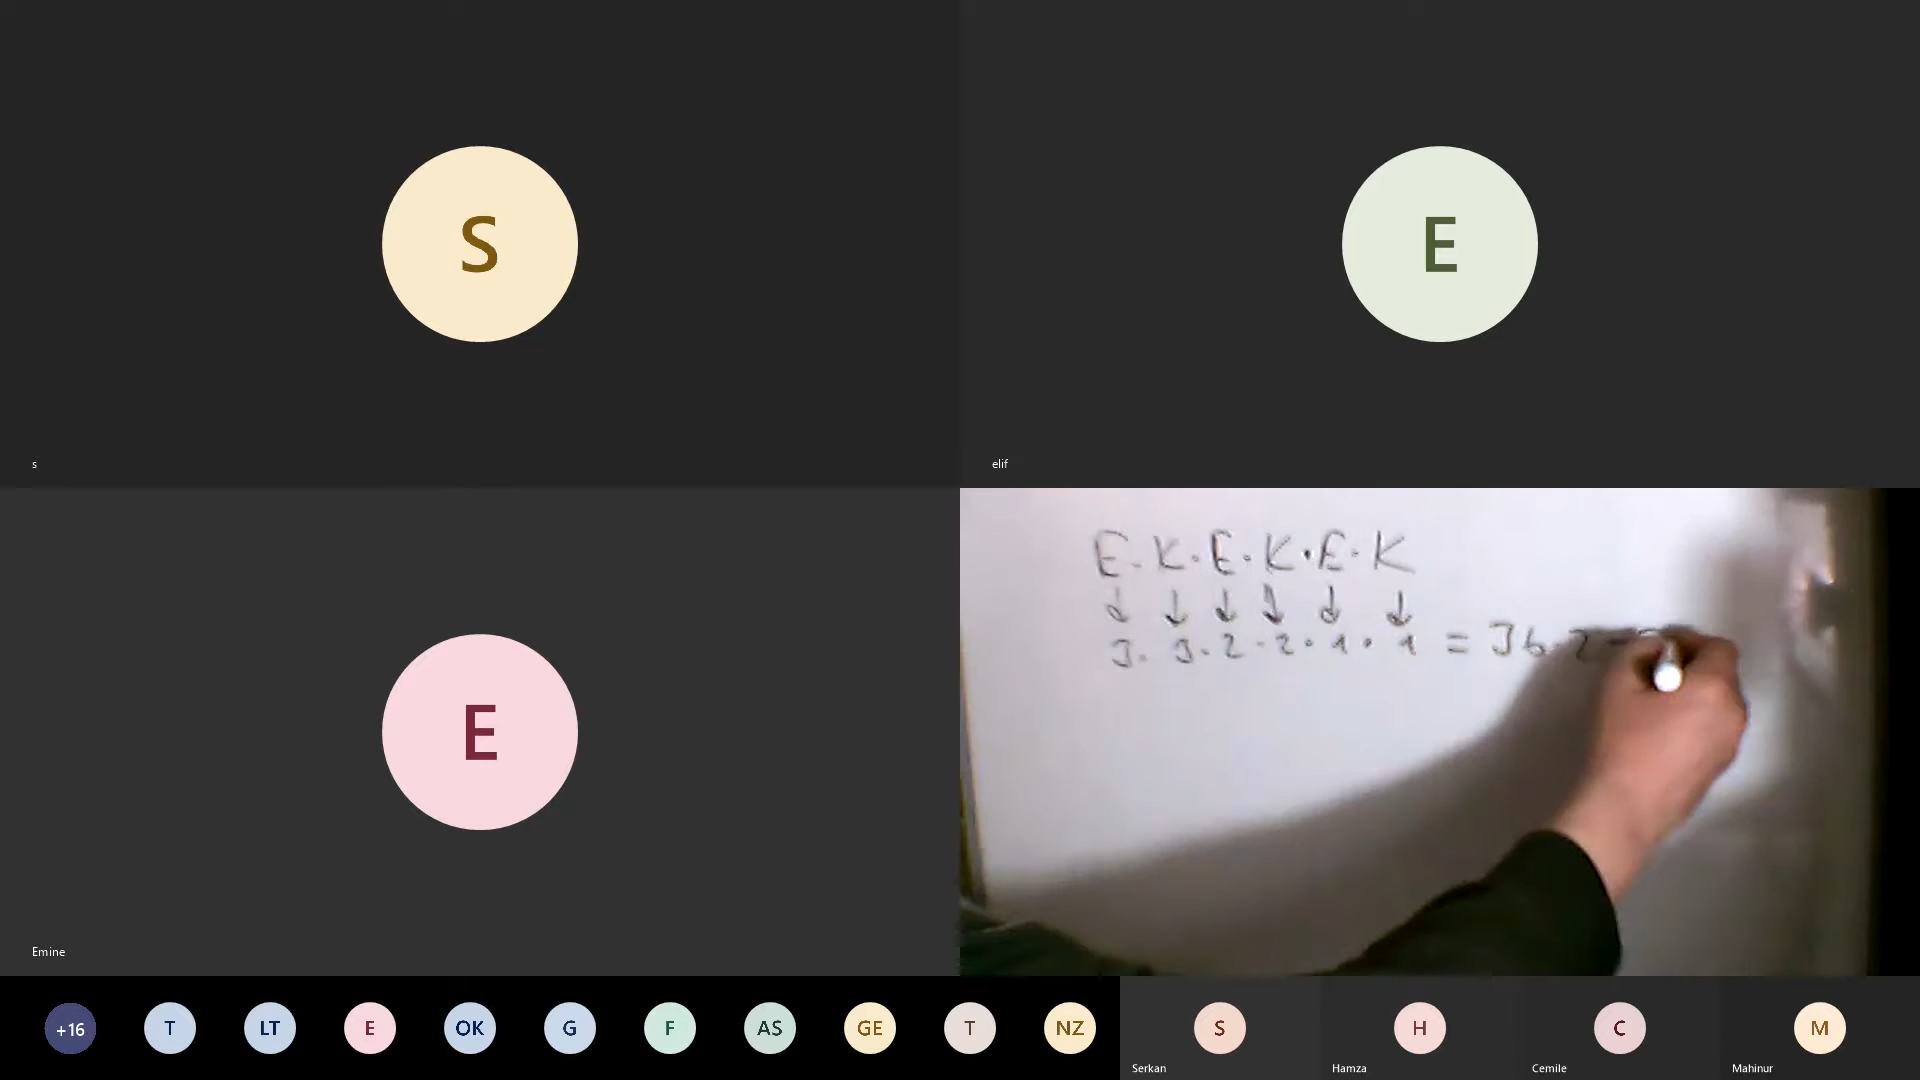 S
s
E
elif
E
Emine
E . K . E . K . E . K
↓ ↓ ↓ ↓ ↓ ↓
3 . 3 . 2 . 2 . 1 . 1 = 36 . 2 =
+16
T
LT
E
OK
G
F
AS
GE
T
NZ
S
Serkan
H
Hamza
C
Cemile
M
Mahinur